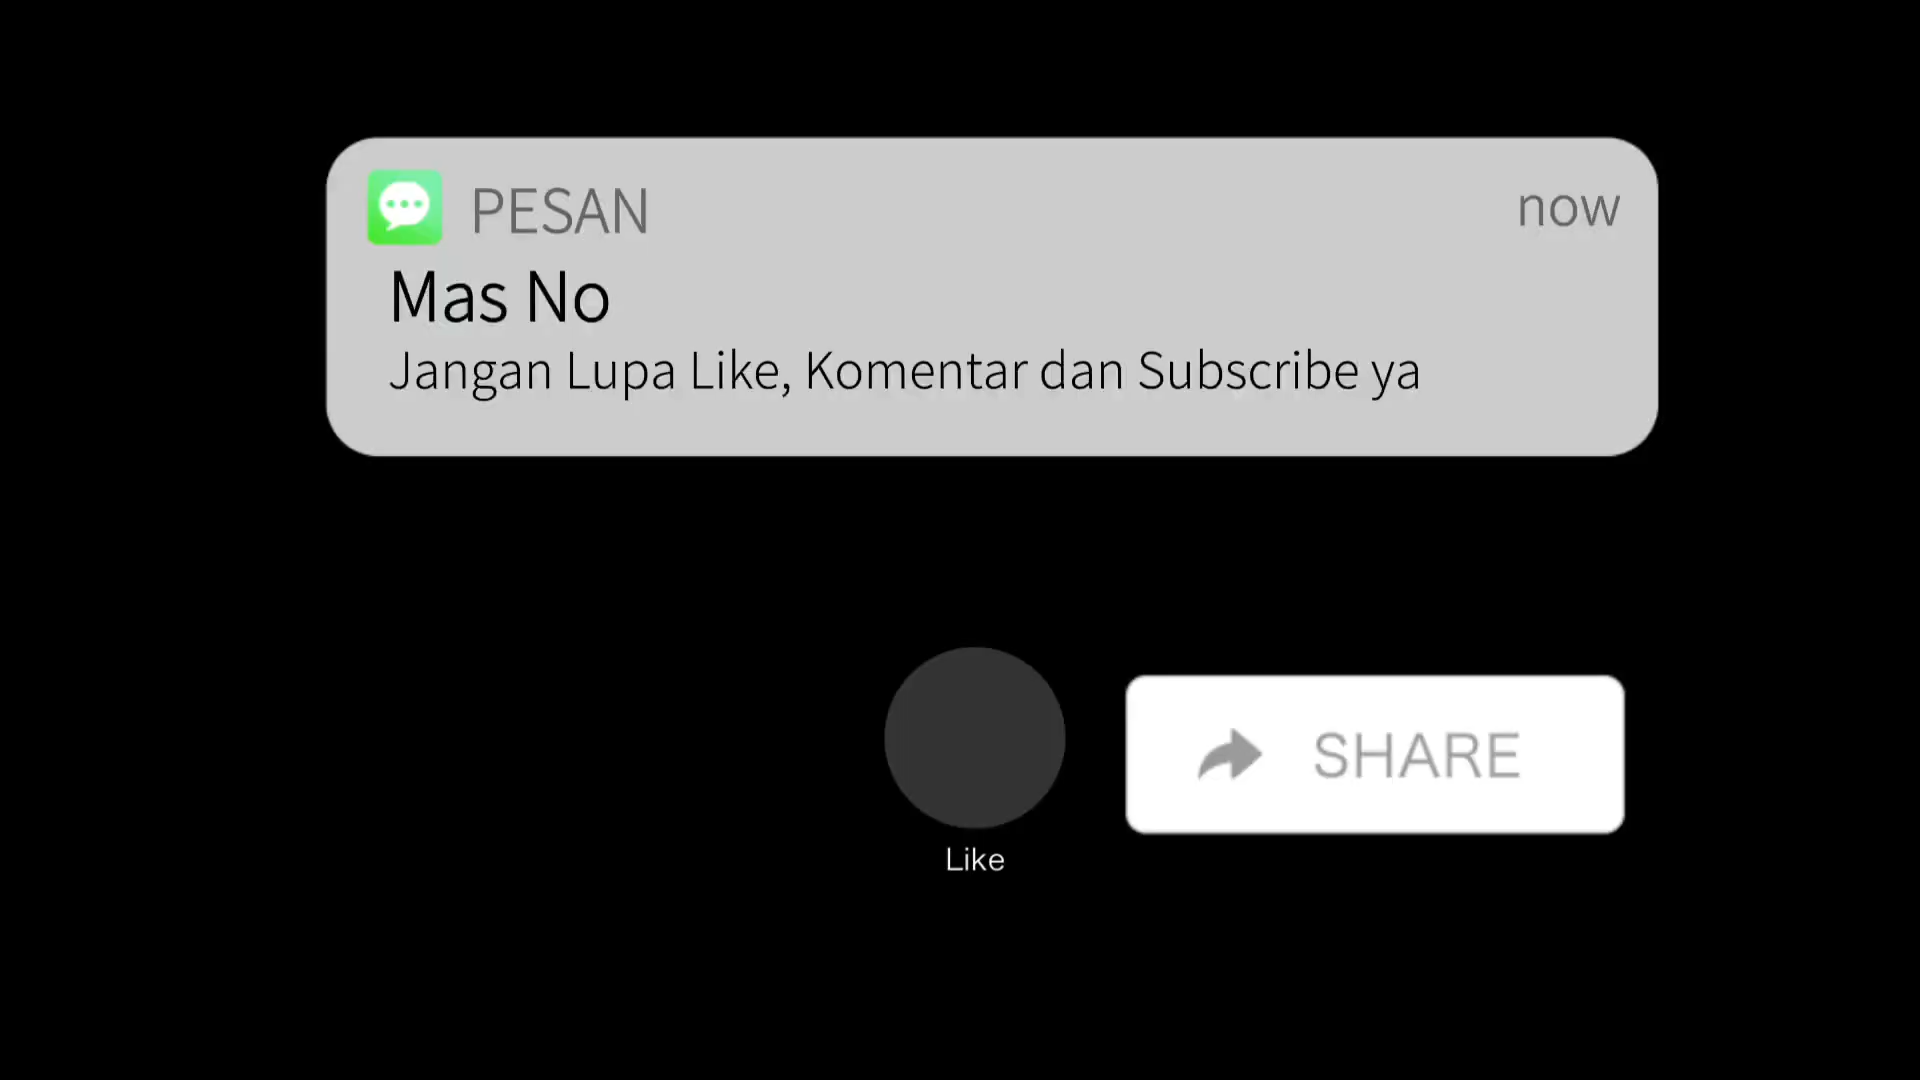 PESAN
now
Mas No
Jangan Lupa Like, Komentar dan Subscribe ya
SHARE
Like